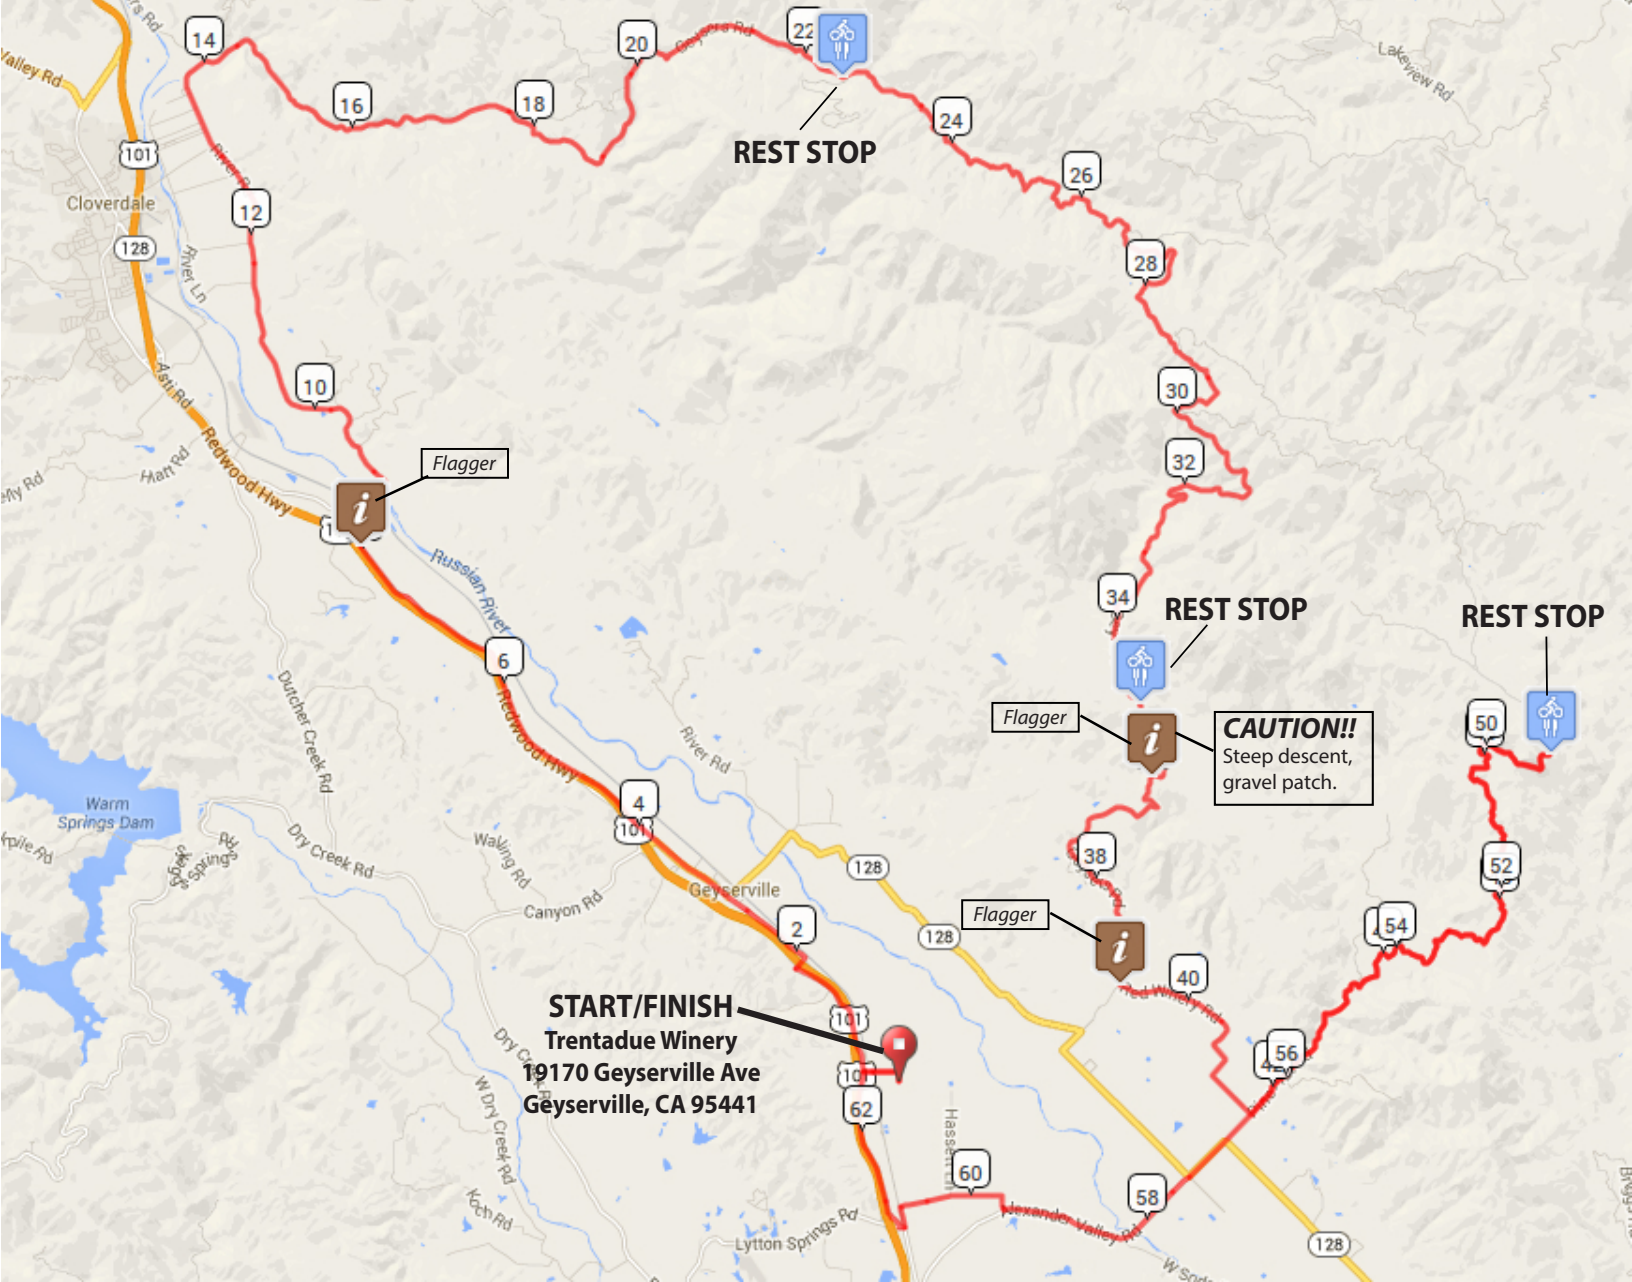 14
20
22
Geysers Rd
Lakeview Rd
Valley Rd
16
18
24
REST STOP
101
26
Cloverdale
12
128
28
River Ln
10
30
Asti Rd
Redwood Hwy
Hiatt Rd
Flagger
32
Russian River
34
REST STOP
REST STOP
6
Dutcher Creek Rd
Redwood Hwy
River Rd
Flagger
CAUTION!!
Steep descent,
gravel patch.
50
Warm
Springs Dam
4
101
Dry Creek Rd
Canyon Rd
Geyserville
128
38
52
2
128
Flagger
54
40
START/FINISH
Trentadue Winery
19170 Geyserville Ave
Geyserville, CA 95441
101
101
56
62
W Dry Creek Rd
Hassett Ln
60
58
Koch Rd
Lytton Springs Rd
Alexander Valley Rd
128